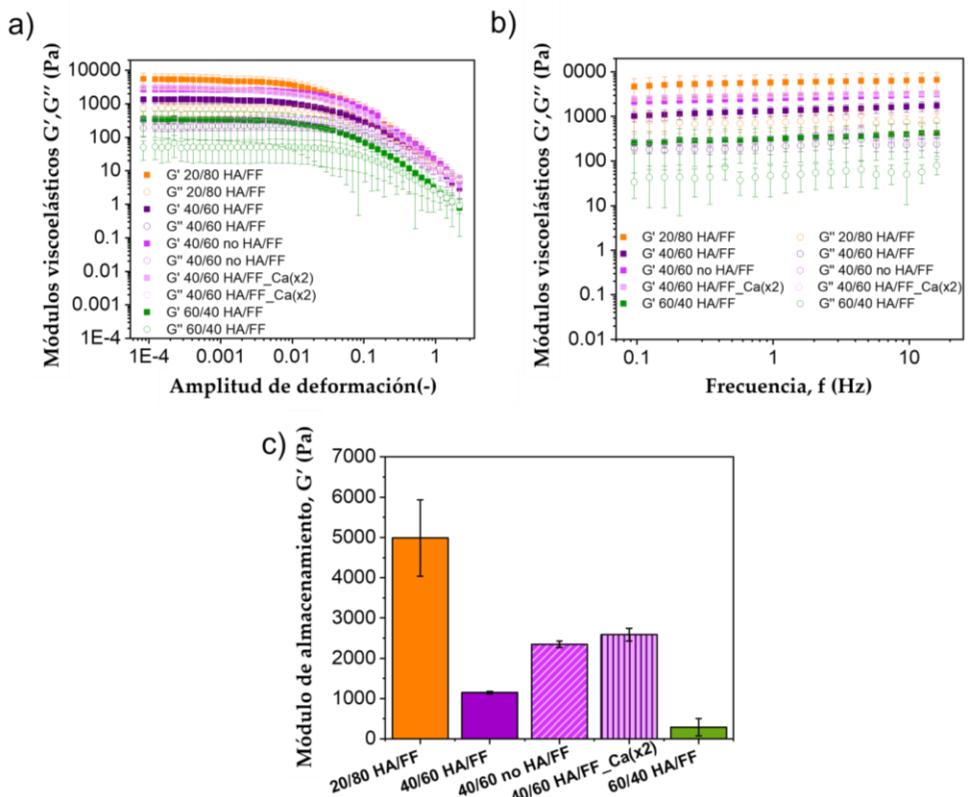 a)
Módulos viscoelásticos G′,G′′ (Pa)
10000
1000
100
10
1
0.1
0.01
0.001
1E-4
G' 20/80 HA/FF
G'' 20/80 HA/FF
G' 40/60 HA/FF
G'' 40/60 HA/FF
G' 40/60 no HA/FF
G'' 40/60 no HA/FF
G' 40/60 HA/FF_Ca(x2)
G'' 40/60 HA/FF_Ca(x2)
G' 60/40 HA/FF
G'' 60/40 HA/FF
1E-4 0.001 0.01 0.1 1
Amplitud de deformación(-)
b)
Módulos viscoelásticos G′,G′′ (Pa)
0000
1000
100
10
1
0.1
0.01
G' 20/80 HA/FF G'' 20/80 HA/FF
G' 40/60 HA/FF G'' 40/60 HA/FF
G' 40/60 no HA/FF G'' 40/60 no HA/FF
G' 40/60 HA/FF_Ca(x2) G'' 40/60 HA/FF_Ca(x2)
G' 60/40 HA/FF G'' 60/40 HA/FF
0.1 1 10
Frecuencia, f (Hz)
c)
Módulo de almacenamiento, G′ (Pa)
7000
6000
5000
4000
3000
2000
1000
0
20/80 HA/FF
40/60 HA/FF
40/60 no HA/FF
40/60 HA/FF_Ca(x2)
60/40 HA/FF